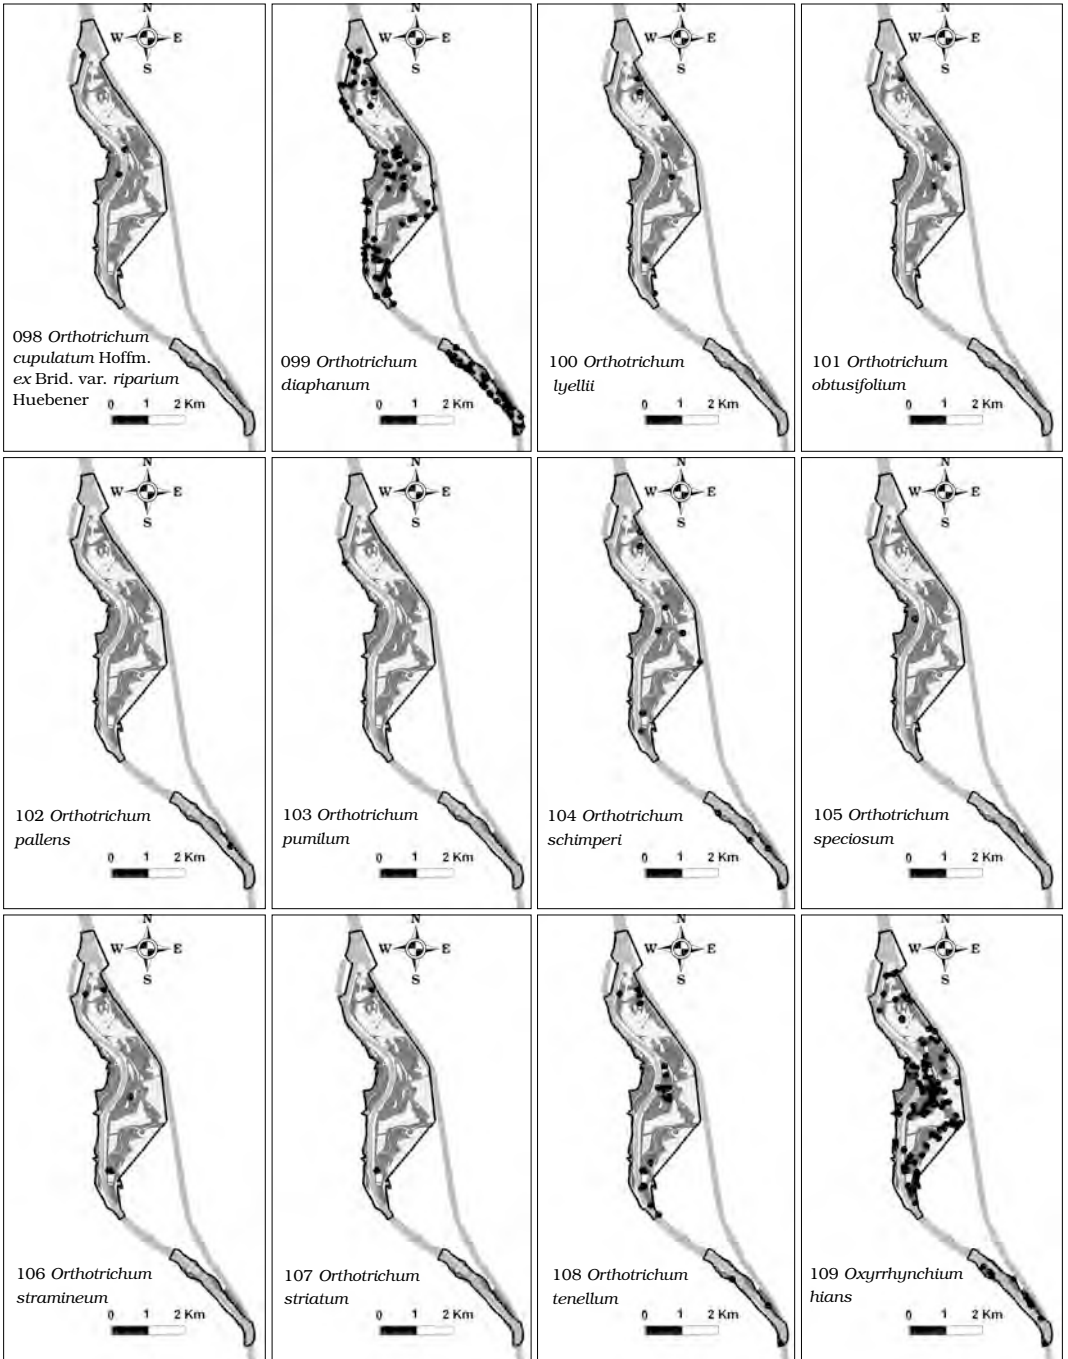 N
W E
S
098 Orthotrichum
cupulatum Hoffm.
ex Brid. var. riparium
Huebener
0 1 2 Km
N
W E
S
099 Orthotrichum
diaphanum
0 1 2 Km
N
W E
S
100 Orthotrichum
lyellii
0 1 2 Km
N
W E
S
101 Orthotrichum
obtusifolium
0 1 2 Km
N
W E
S
102 Orthotrichum
pallens
0 1 2 Km
N
W E
S
103 Orthotrichum
pumilum
0 1 2 Km
N
W E
S
104 Orthotrichum
schimperi
0 1 2 Km
N
W E
S
105 Orthotrichum
speciosum
0 1 2 Km
N
W E
S
106 Orthotrichum
stramineum
0 1 2 Km
N
W E
S
107 Orthotrichum
striatum
0 1 2 Km
N
W E
S
108 Orthotrichum
tenellum
0 1 2 Km
N
W E
S
109 Oxyrrhynchium
hians
0 1 2 Km